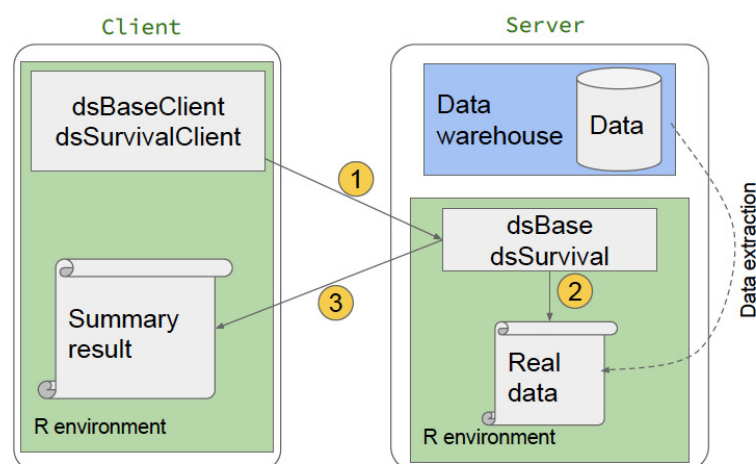 Client
Server
dsBaseClient
dsSurvivalClient
Data
warehouse
Data
1
dsBase
dsSurvival
Data extraction
3
2
Summary
result
Real
data
R environment
R environment